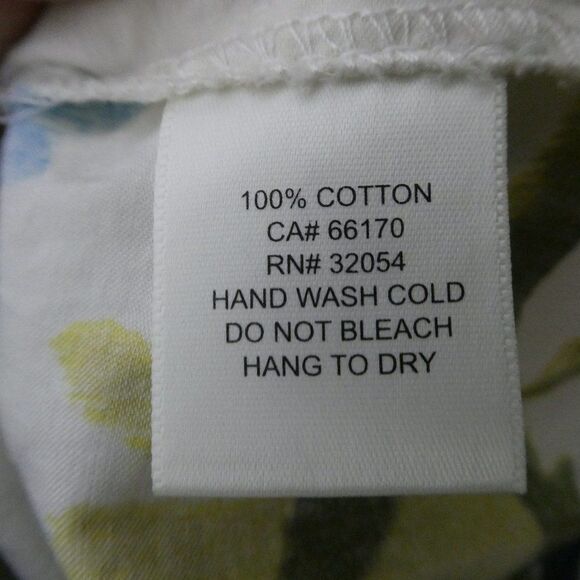 100% COTTON
CA# 66170
RN# 32054
HAND WASH COLD
DO NOT BLEACH
HANG TO DRY